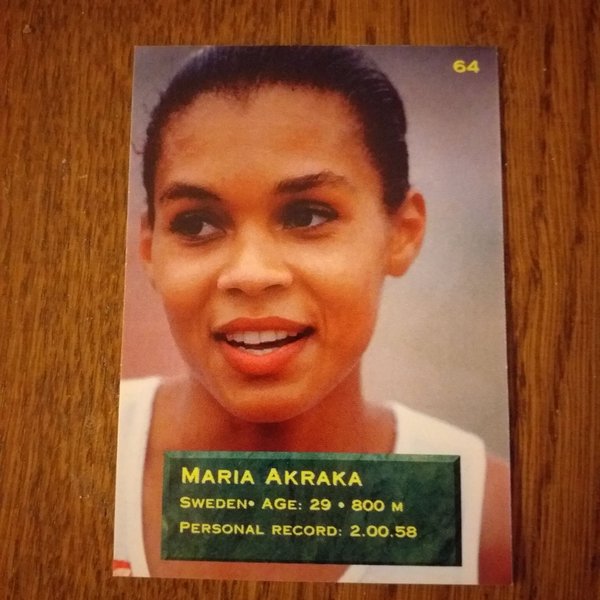 64
MARIA AKRAKA
SWEDEN• AGE: 29 • 800 M
PERSONAL RECORD: 2.00.58